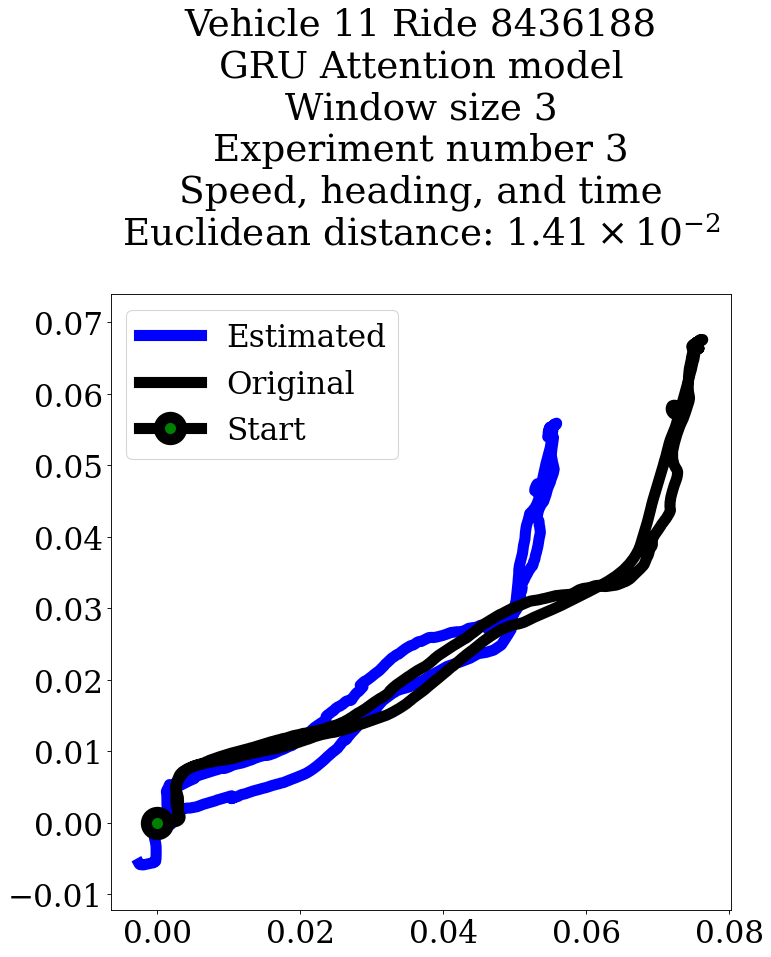 Vehicle 11 Ride 8436188
GRU Attention model
Window size 3
Experiment number 3
Speed, heading, and time
Euclidean distance: 1.41 × 10⁻²
Estimated
Original
Start
0.07
0.06
0.05
0.04
0.03
0.02
0.01
0.00
−0.01
0.00 0.02 0.04 0.06 0.08